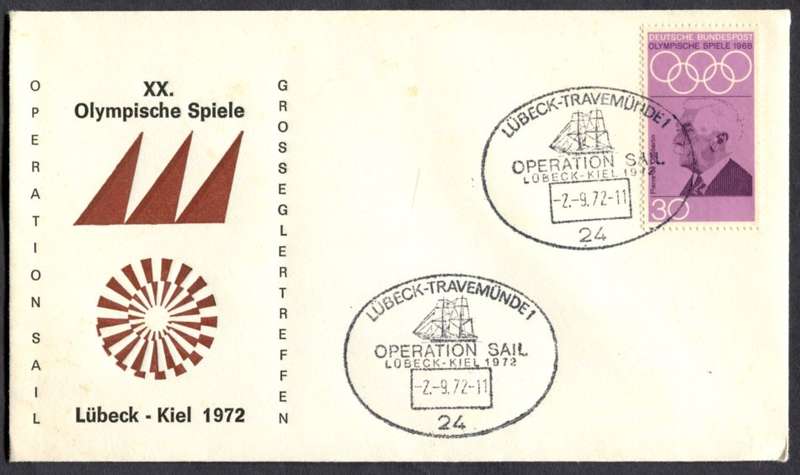 OPERATION SAIL
XX.
Olympische Spiele
Lübeck - Kiel 1972
GROSSEGLERTREFFEN
DEUTSCHE BUNDESPOST
OLYMPISCHE SPIELE 1968
30
LÜBECK-TRAVEMÜNDE 1
OPERATION SAIL
LÜBECK-KIEL 1972
-2.-9.72-11
24
LÜBECK-TRAVEMÜNDE 1
OPERATION SAIL
LÜBECK-KIEL 1972
-2.-9.72-11
24